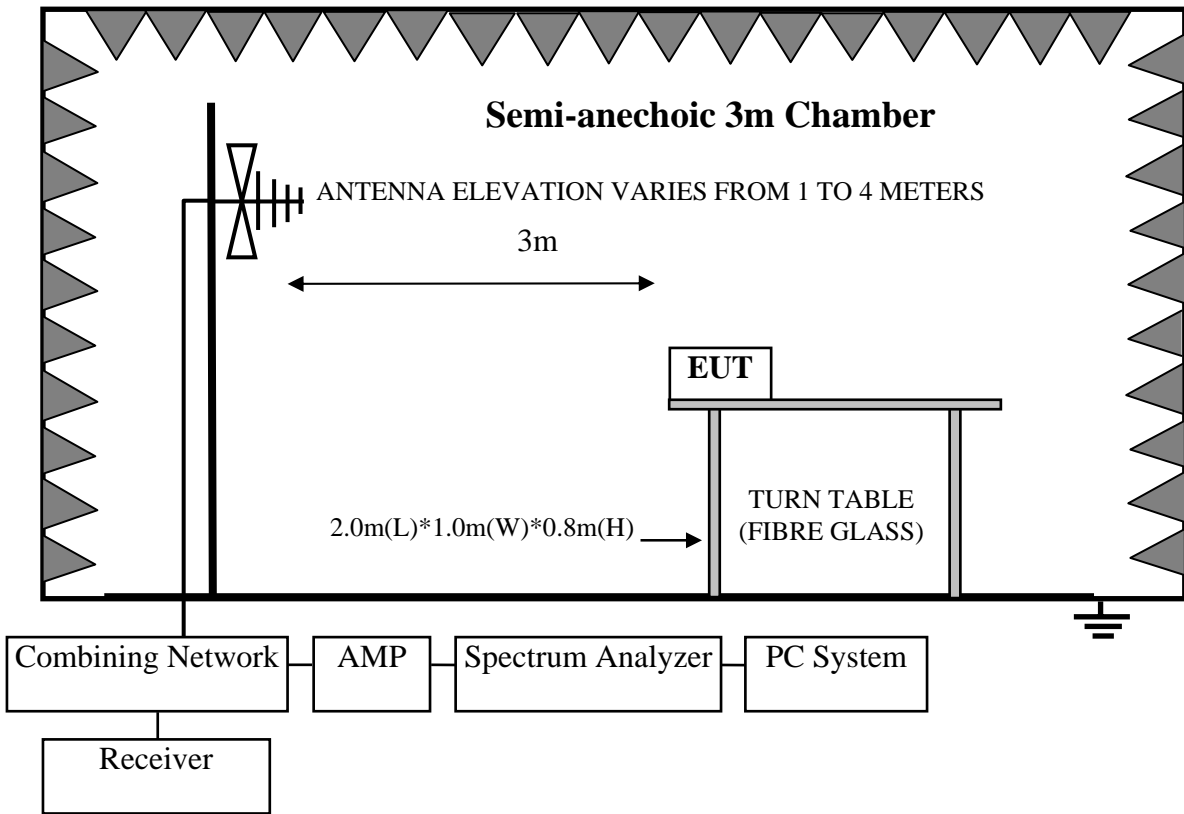 Semi-anechoic 3m Chamber
ANTENNA ELEVATION VARIES FROM 1 TO 4 METERS
3m
EUT
TURN TABLE
(FIBRE GLASS)
2.0m(L)*1.0m(W)*0.8m(H)
Combining Network
AMP
Spectrum Analyzer
PC System
Receiver